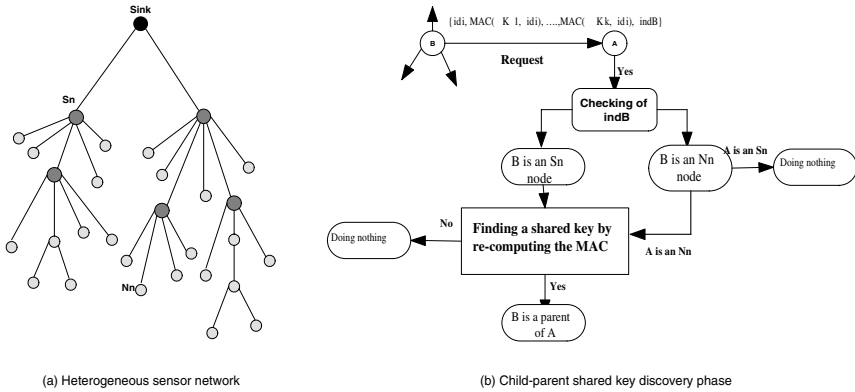 Sink
Sn
Nn
(a) Heterogeneous sensor network
{idi, MAC( K 1, idi), ....,MAC( Kk, idi), indB}
B
A
Request
Yes
Checking of
indB
B is an Sn
node
B is an Nn
node
A is an Sn
Doing nothing
No
Doing nothing
Finding a shared key by
re-computing the MAC
A is an Nn
Yes
B is a parent
of A
(b) Child-parent shared key discovery phase